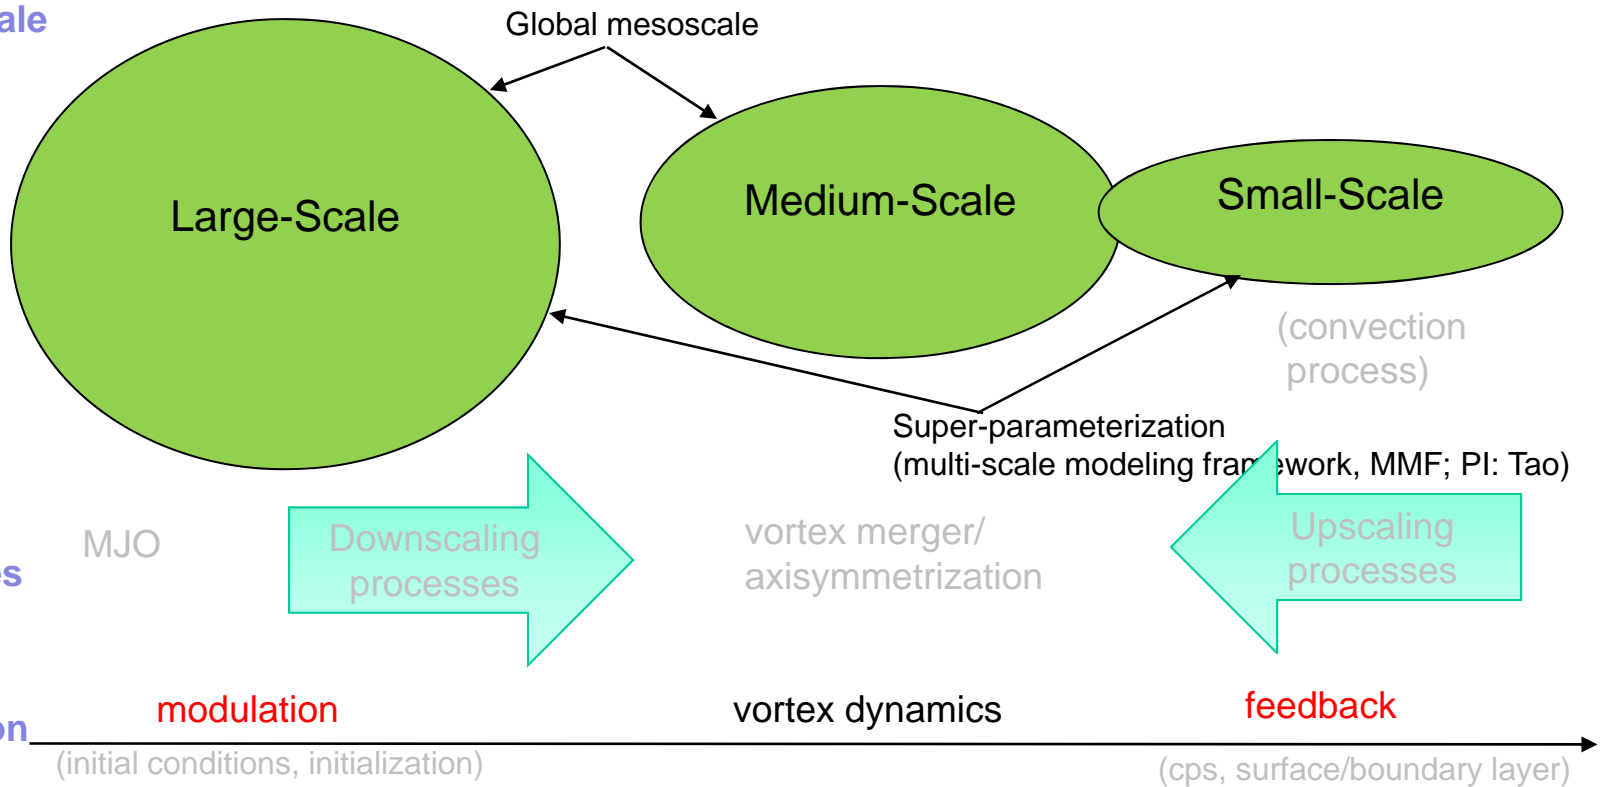 ale
Global mesoscale
Large-Scale
Medium-Scale
Small-Scale
(convection
process)
Super-parameterization
(multi-scale modeling framework, MMF; PI: Tao)
MJO
Downscaling
processes
vortex merger/
axisymmetrization
Upscaling
processes
es
modulation
vortex dynamics
feedback
on
(initial conditions, initialization)
(cps, surface/boundary layer)